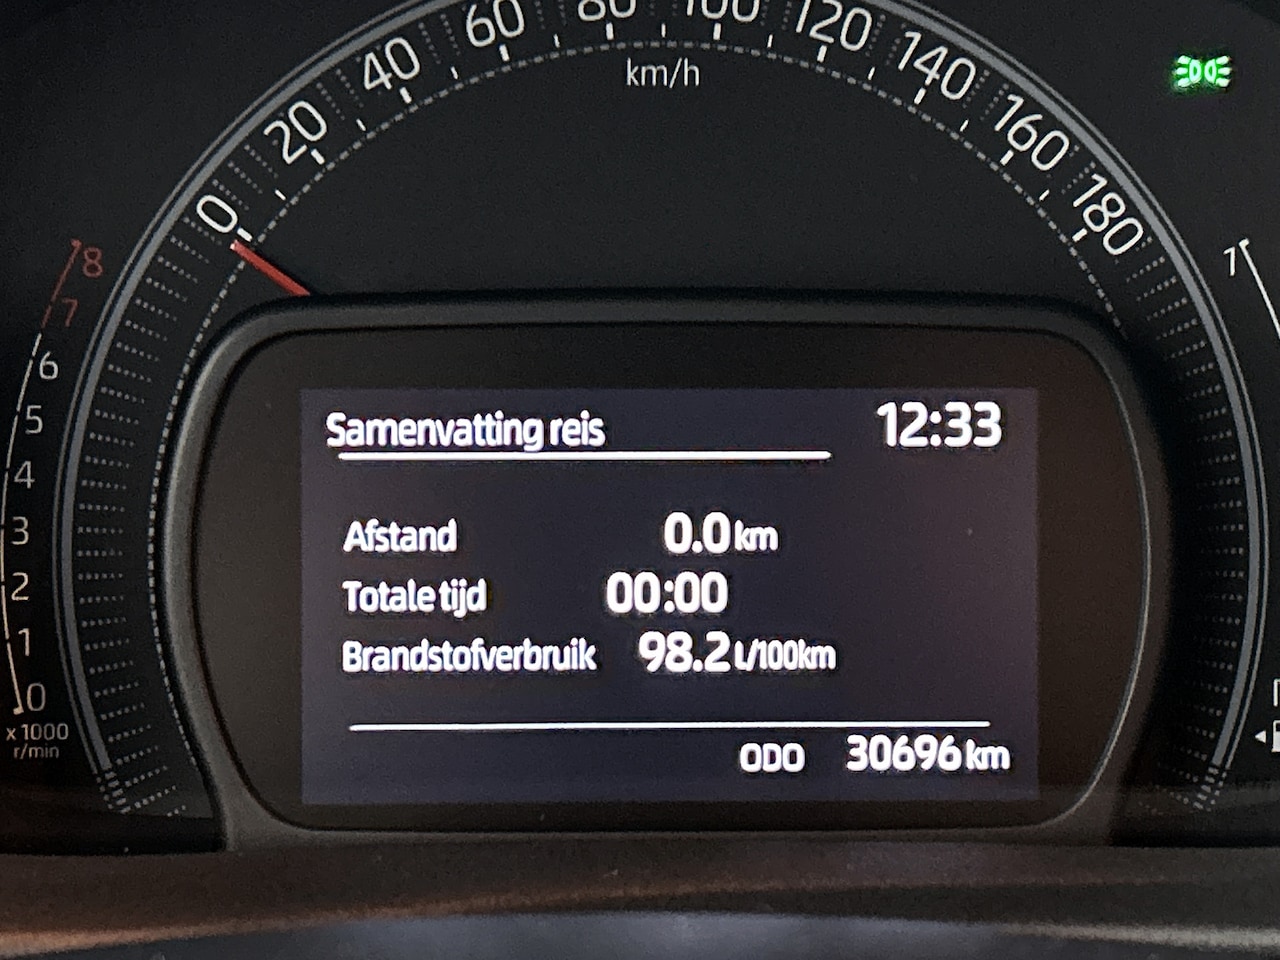 0 20 40 60 80 100 120 140 160 180
km/h
8
7
6
5
4
3
2
1
0
x 1000
r/min
Samenvatting reis 12:33
Afstand 0.0 km
Totale tijd 00:00
Brandstofverbruik 98.2 L/100km
ODO 30696 km